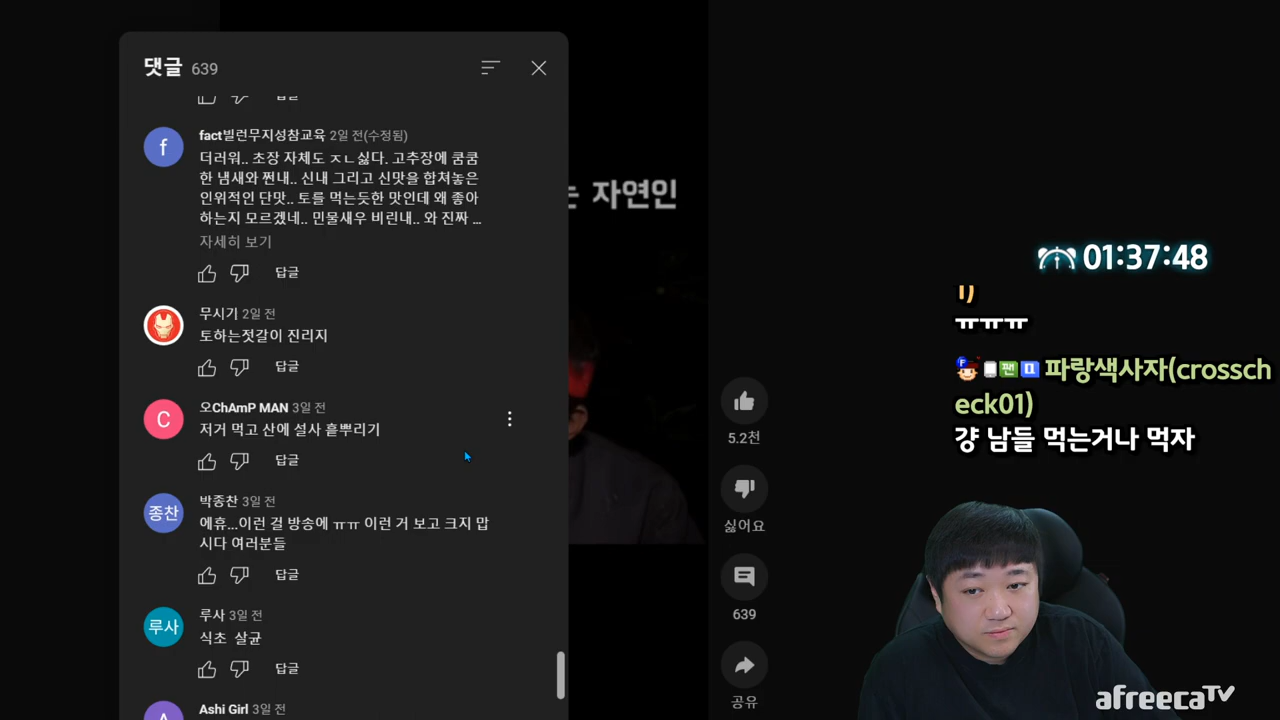 댓글 639
답글
fact빌런무지성참교육 2일 전(수정됨)
더러워.. 초장 자체도 ㅈㄴ싫다. 고추장에 쿰쿰
한 냄새와 쩐내.. 신내 그리고 신맛을 합쳐놓은
인위적인 단맛.. 토를 먹는듯한 맛인데 왜 좋아
하는지 모르겠네.. 민물새우 비린내.. 와 진짜 ...
자세히 보기
답글
무시기 2일 전
토하는젓갈이 진리지
답글
C
오ChAmP MAN 3일 전
저거 먹고 산에 설사 흩뿌리기
답글
종찬
박종찬 3일 전
에휴...이런 걸 방송에 ㅠㅠ 이런 거 보고 크지 맙
시다 여러분들
답글
루사
루사 3일 전
식초 살균
답글
Ashi Girl 3일 전
f
는 자연인
5.2천
싫어요
639
공유
01:37:48
ㅠㅠㅠ
F 팬 파랑색사자(crossch
eck01)
걍 남들 먹는거나 먹자
afreecaTV